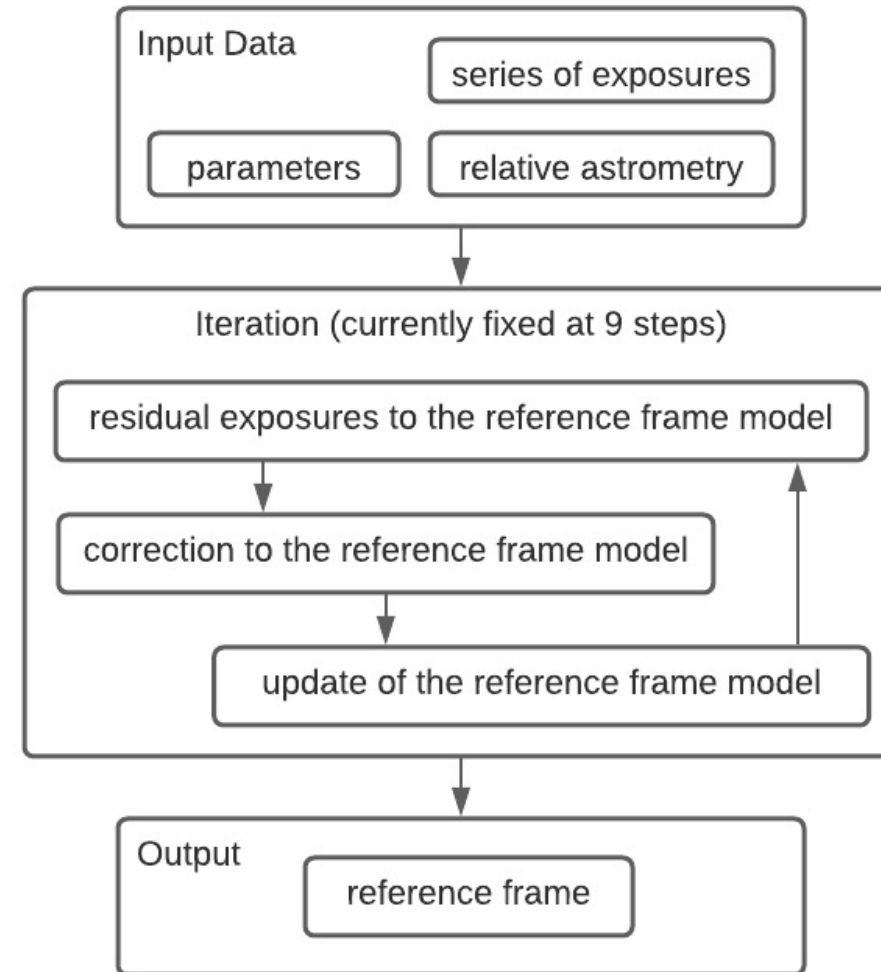 Input Data
series of exposures
parameters
relative astrometry
Iteration (currently fixed at 9 steps)
residual exposures to the reference frame model
correction to the reference frame model
update of the reference frame model
Output
reference frame